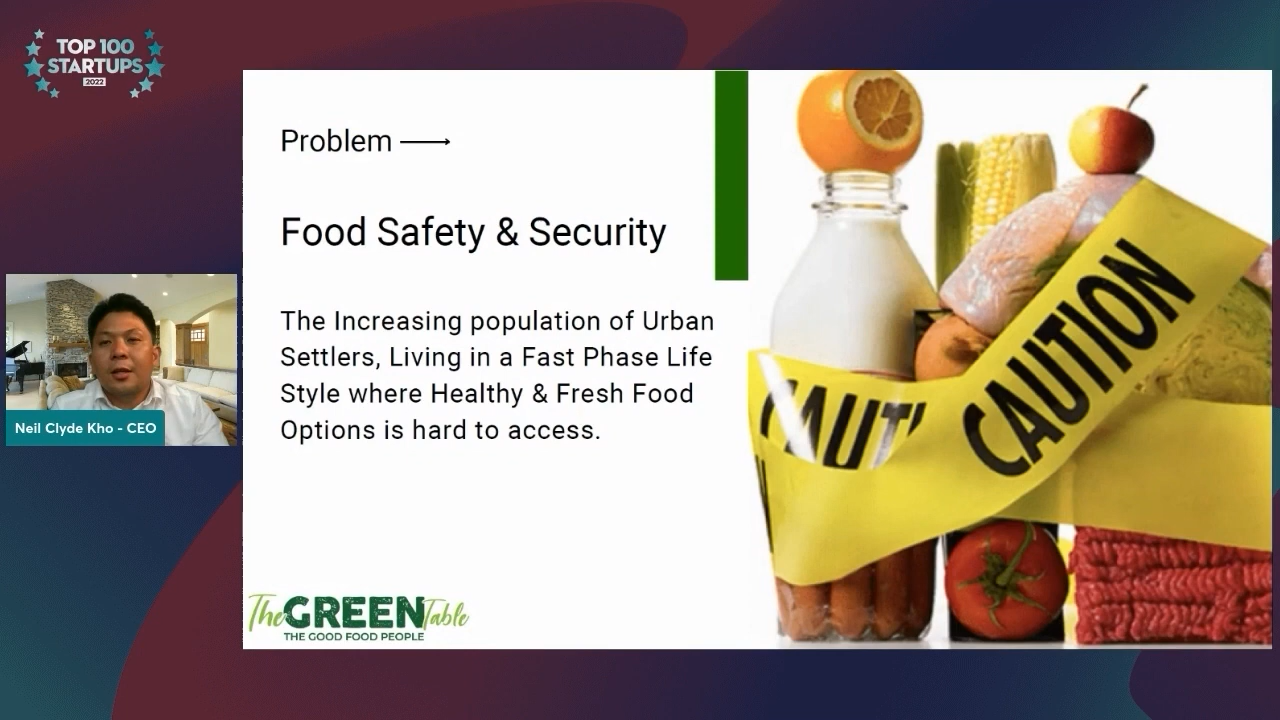 TOP 100
STARTUPS
2022
Problem
Food Safety & Security
The Increasing population of Urban
Settlers, Living in a Fast Phase Life
Style where Healthy & Fresh Food
Options is hard to access.
CAUTION
CAUTI
Neil Clyde Kho - CEO
The GREEN Table
THE GOOD FOOD PEOPLE